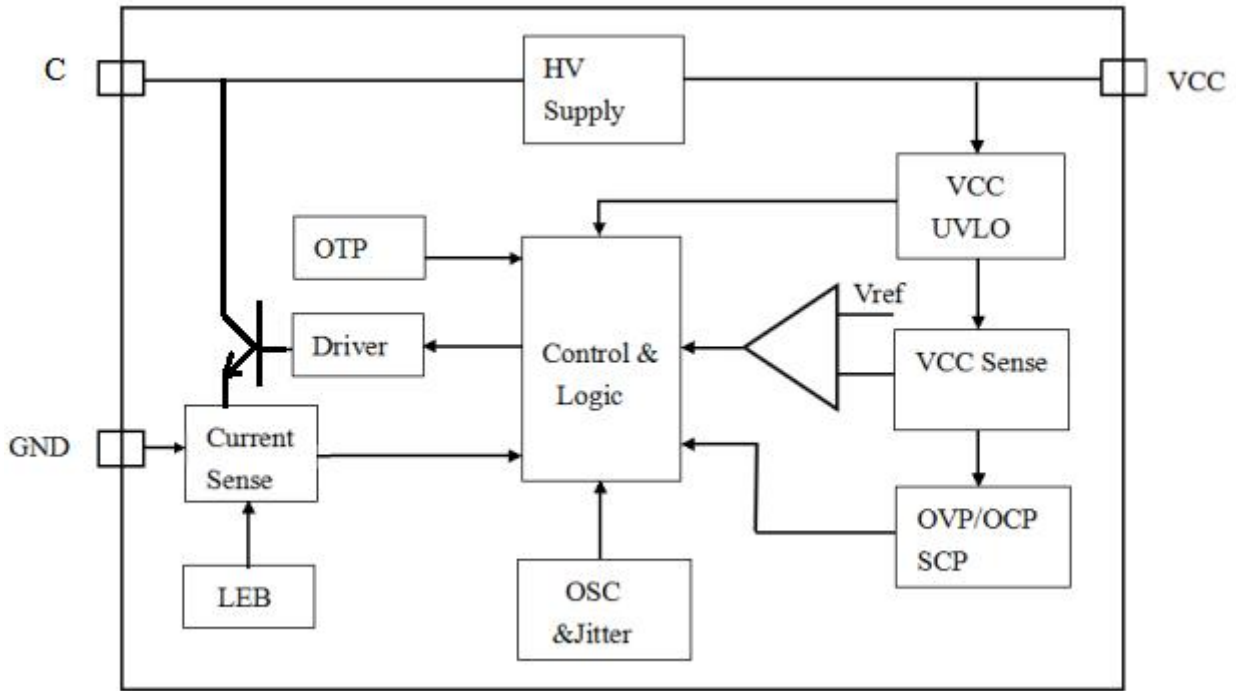 C
HV
Supply
VCC
VCC
UVLO
OTP
Vref
Driver
Control &
Logic
VCC Sense
GND
Current
Sense
OVP/OCP
SCP
LEB
OSC
&Jitter